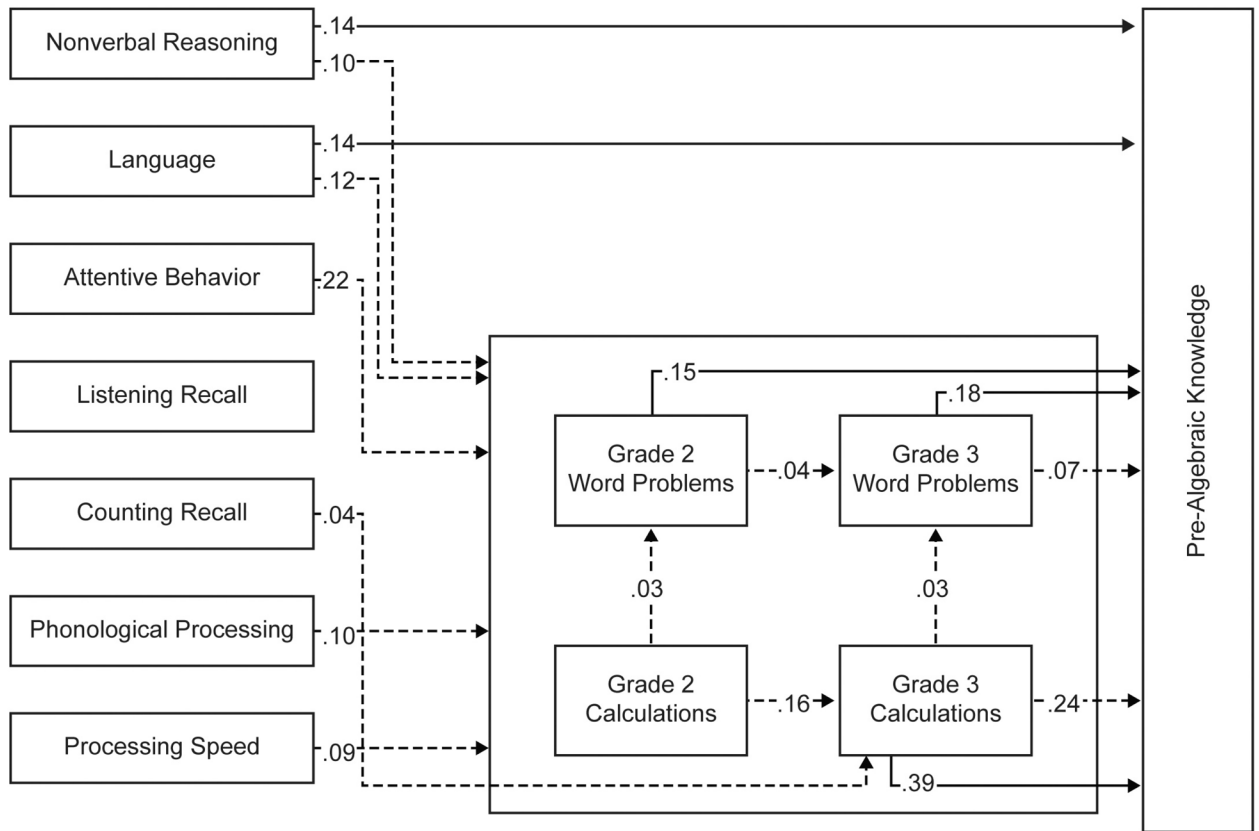 Nonverbal Reasoning
.14
.10
Language
.14
.12
Attentive Behavior
.22
Listening Recall
Counting Recall
.04
Phonological Processing
.10
Processing Speed
.09
.15
.18
Grade 2
Word Problems
.04
Grade 3
Word Problems
.07
.03
.03
Grade 2
Calculations
.16
Grade 3
Calculations
.24
.39
Pre-Algebraic Knowledge